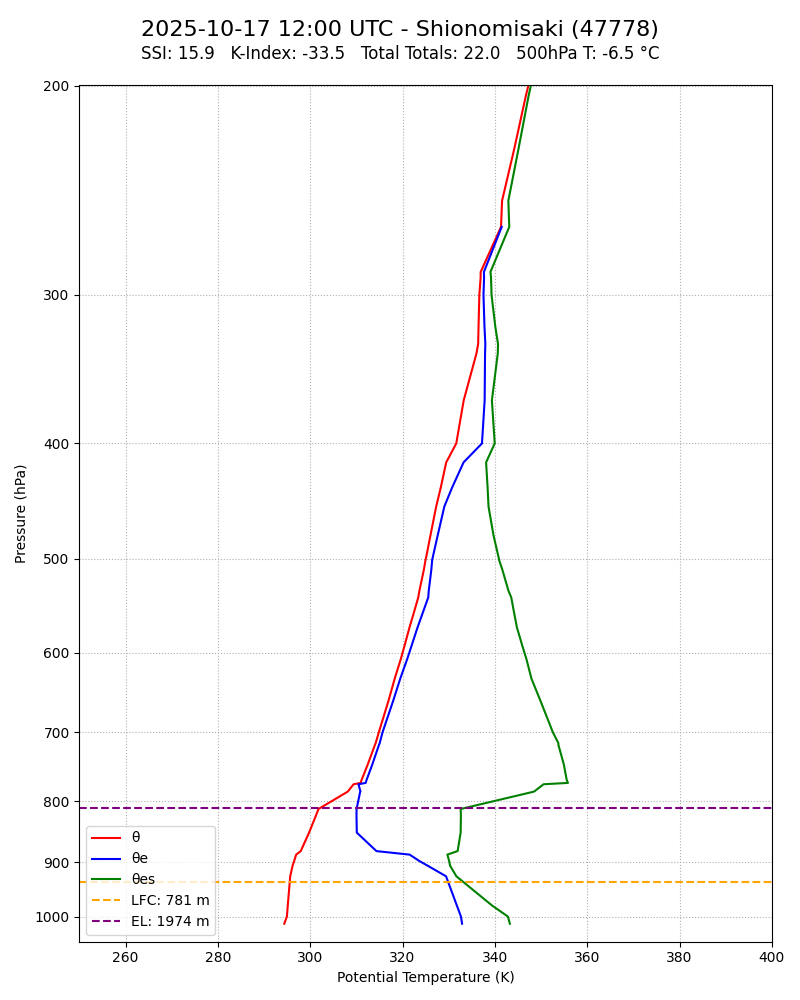 2025-10-17 12:00 UTC - Shionomisaki (47778)
SSI: 15.9 K-Index: -33.5 Total Totals: 22.0 500hPa T: -6.5 °C
200
300
400
500
600
700
800
900
1000
Pressure (hPa)
θ
θe
θes
LFC: 781 m
EL: 1974 m
260 280 300 320 340 360 380 400
Potential Temperature (K)